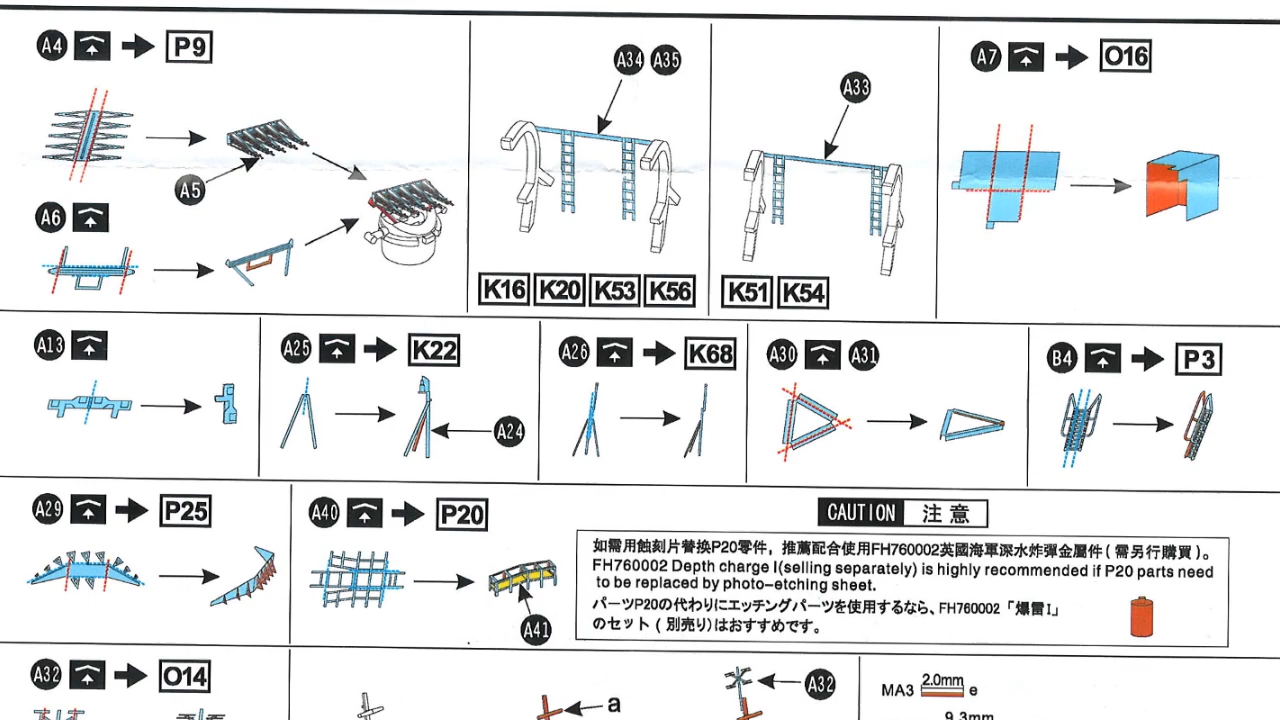 A4 P9
A5
A6
A34 A35
K16 K20 K53 K56
A33
K51 K54
A7 O16
A13
A25 K22
A24
A26 K68
A30 A31
B4 P3
A29 P25
A40 P20
A41
CAUTION 注意
如需用蝕刻片替換P20零件，推薦配合使用FH760002英國海軍深水炸彈金屬件(需另行購買)。
FH760002 Depth charge I(selling separately) is highly recommended if P20 parts need
to be replaced by photo-etching sheet.
パーツP20の代わりにエッチングパーツを使用するなら、FH760002「爆雷I」
のセット(別売り)はおすすめです。
A32 O14
a
A32
MA3 2.0mm e
9.3mm